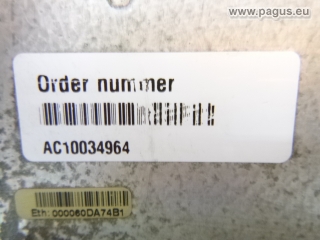 www.pagus.eu
Order nummer
AC10034964
Eth: 000060DA74B1